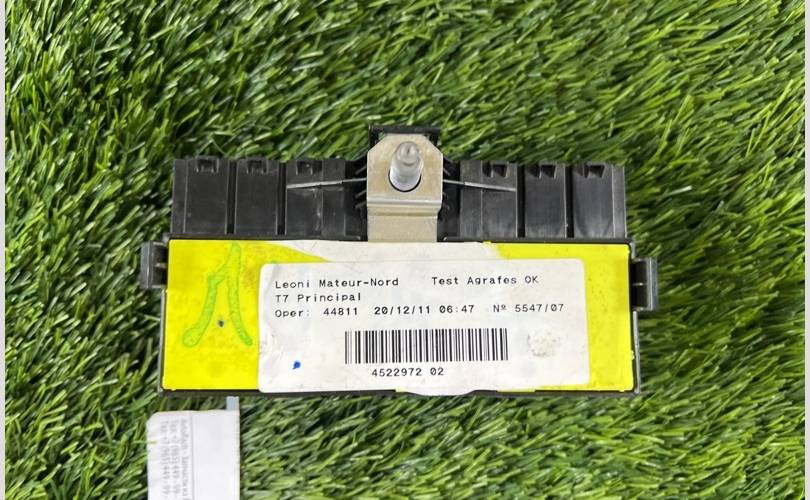 Leoni Mateur-Nord Test Agrafes OK
T7 Principal
Oper: 44811 20/12/11 06:47 Nº 5547/07
4522972 02